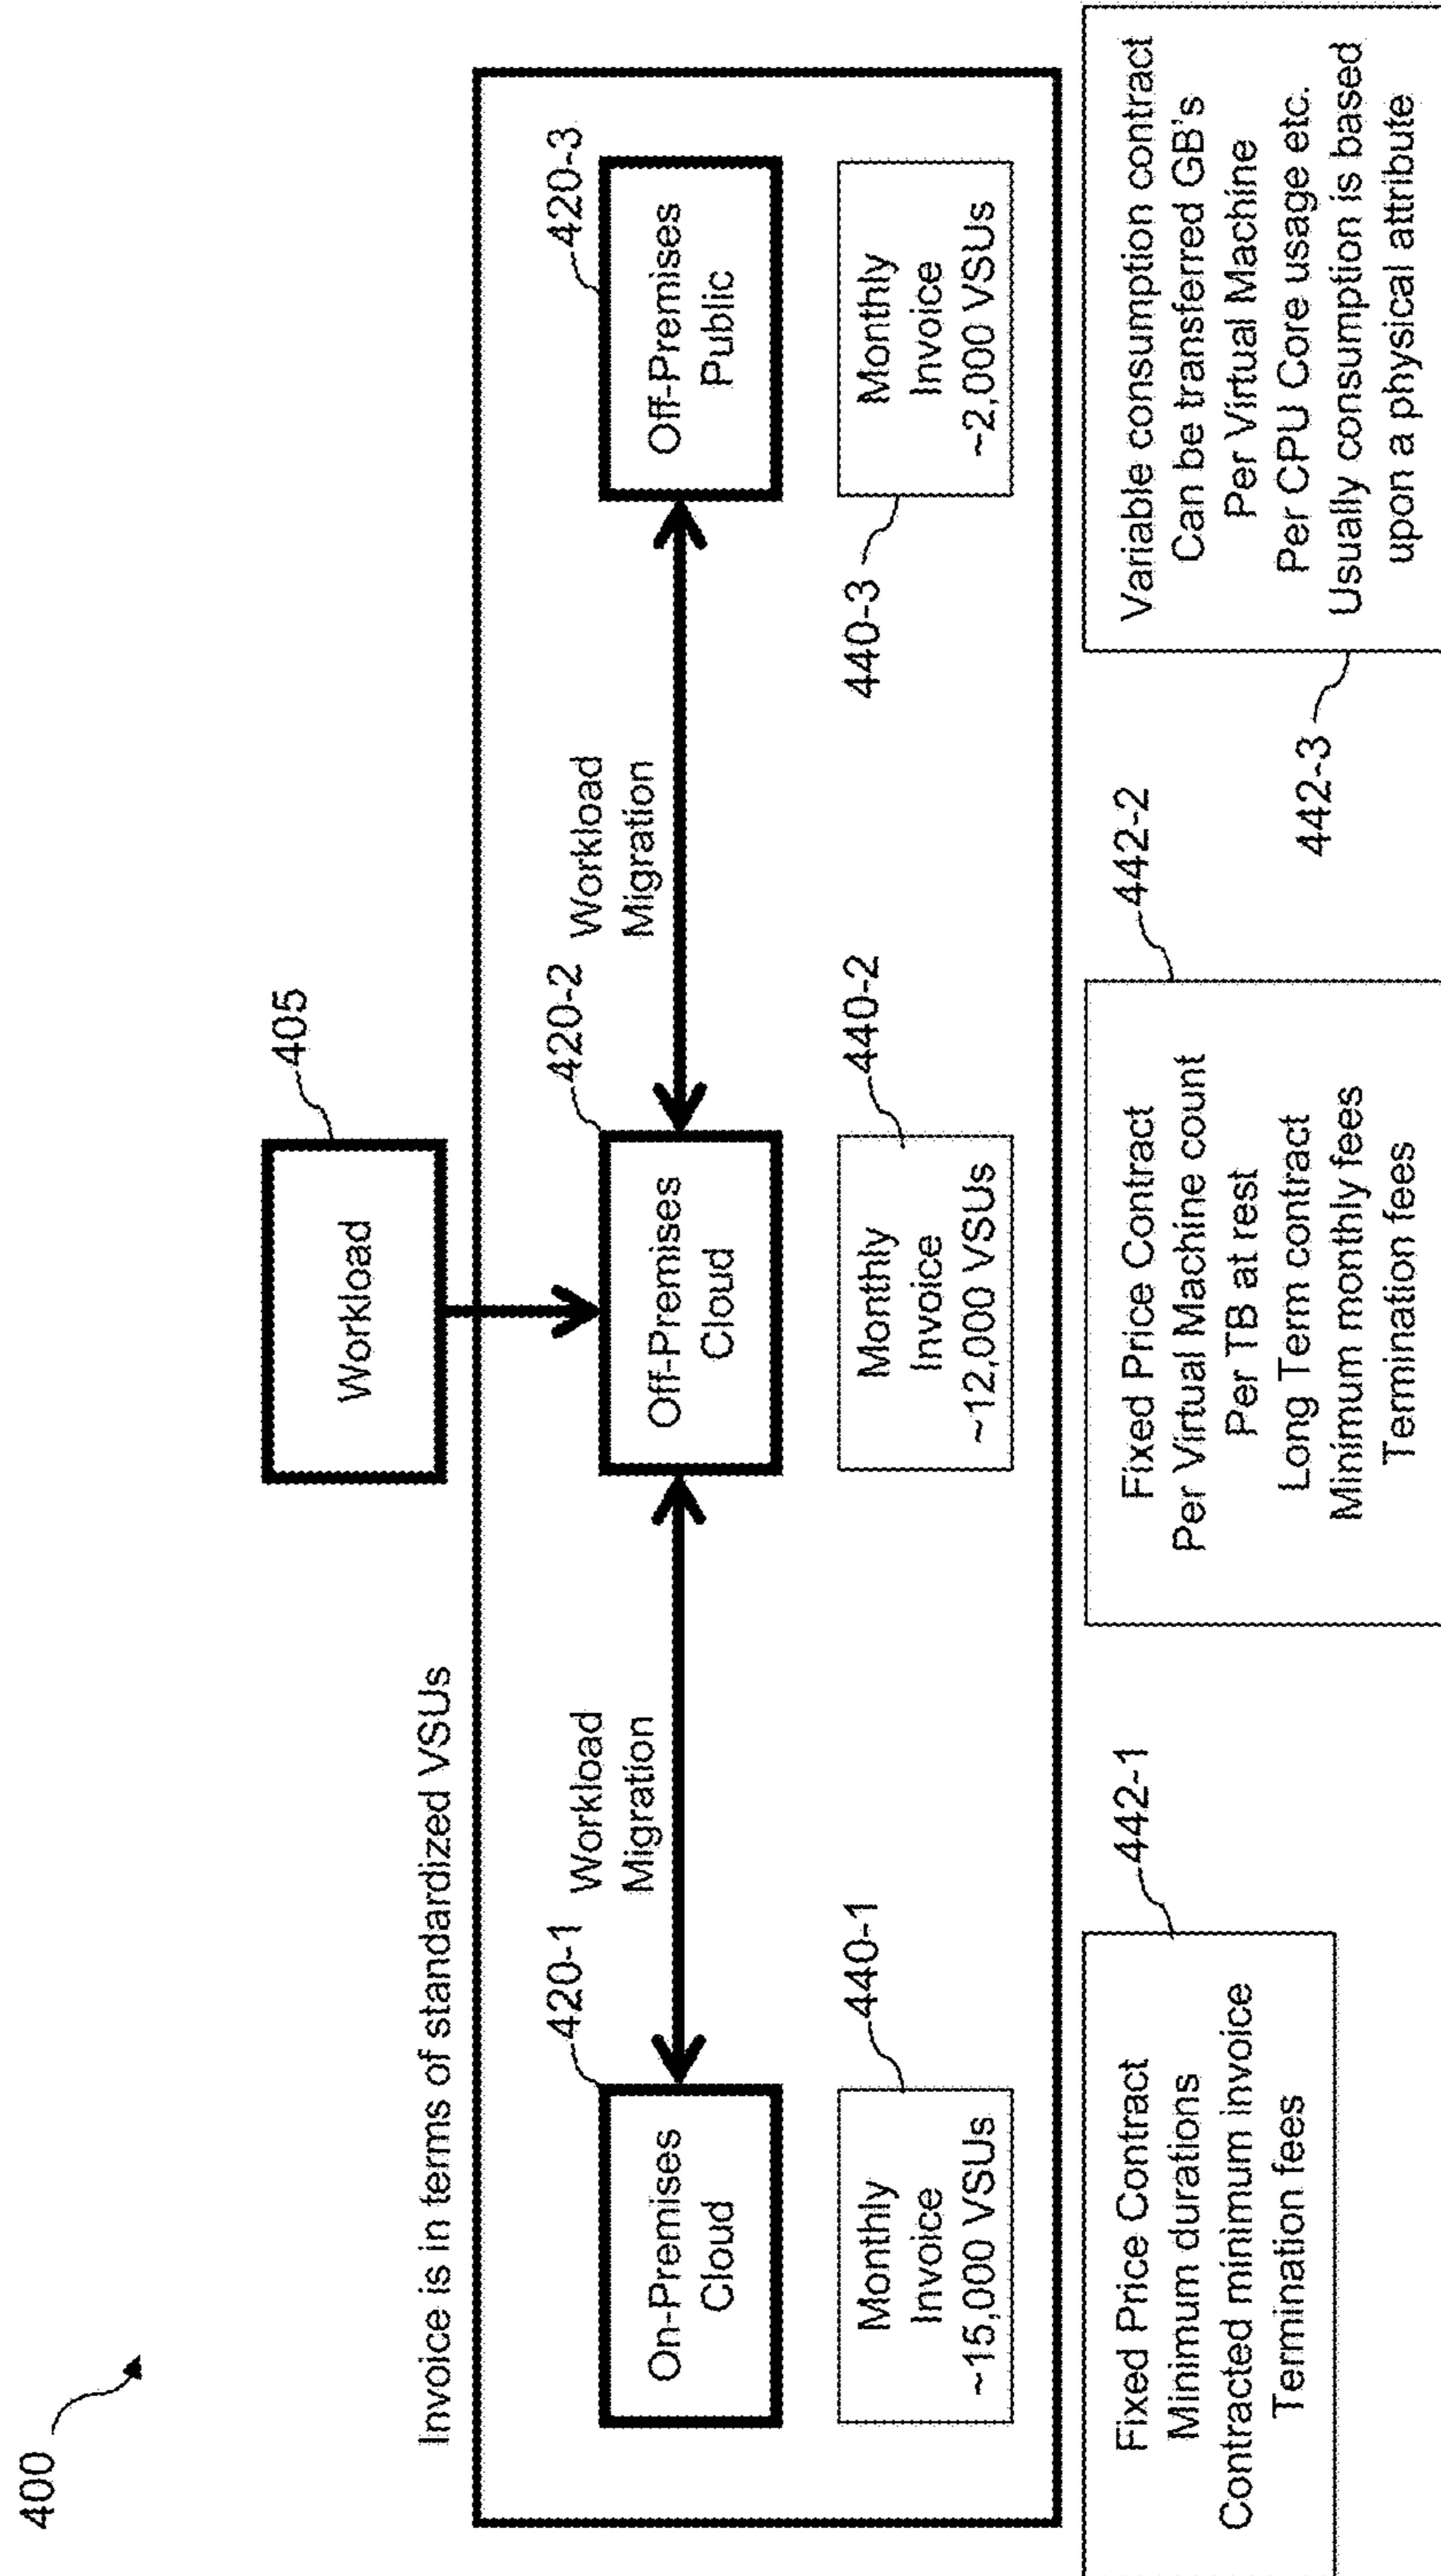 400
405
Workload
Invoice is in terms of standardized VSUs
420-1
On-Premises
Cloud
Workload
Migration
420-2
Off-Premises
Cloud
Workload
Migration
420-3
Off-Premises
Public
440-1
Monthly
Invoice
~15,000 VSUs
440-2
Monthly
Invoice
~12,000 VSUs
440-3
Monthly
Invoice
~2,000 VSUs
442-1
Fixed Price Contract
Minimum durations
Contracted minimum invoice
Termination fees
442-2
Fixed Price Contract
Per Virtual Machine count
Per TB at rest
Long Term contract
Minimum monthly fees
Termination fees
442-3
Variable consumption contract
Can be transferred GB's
Per Virtual Machine
Per CPU Core usage etc.
Usually consumption is based
upon a physical attribute